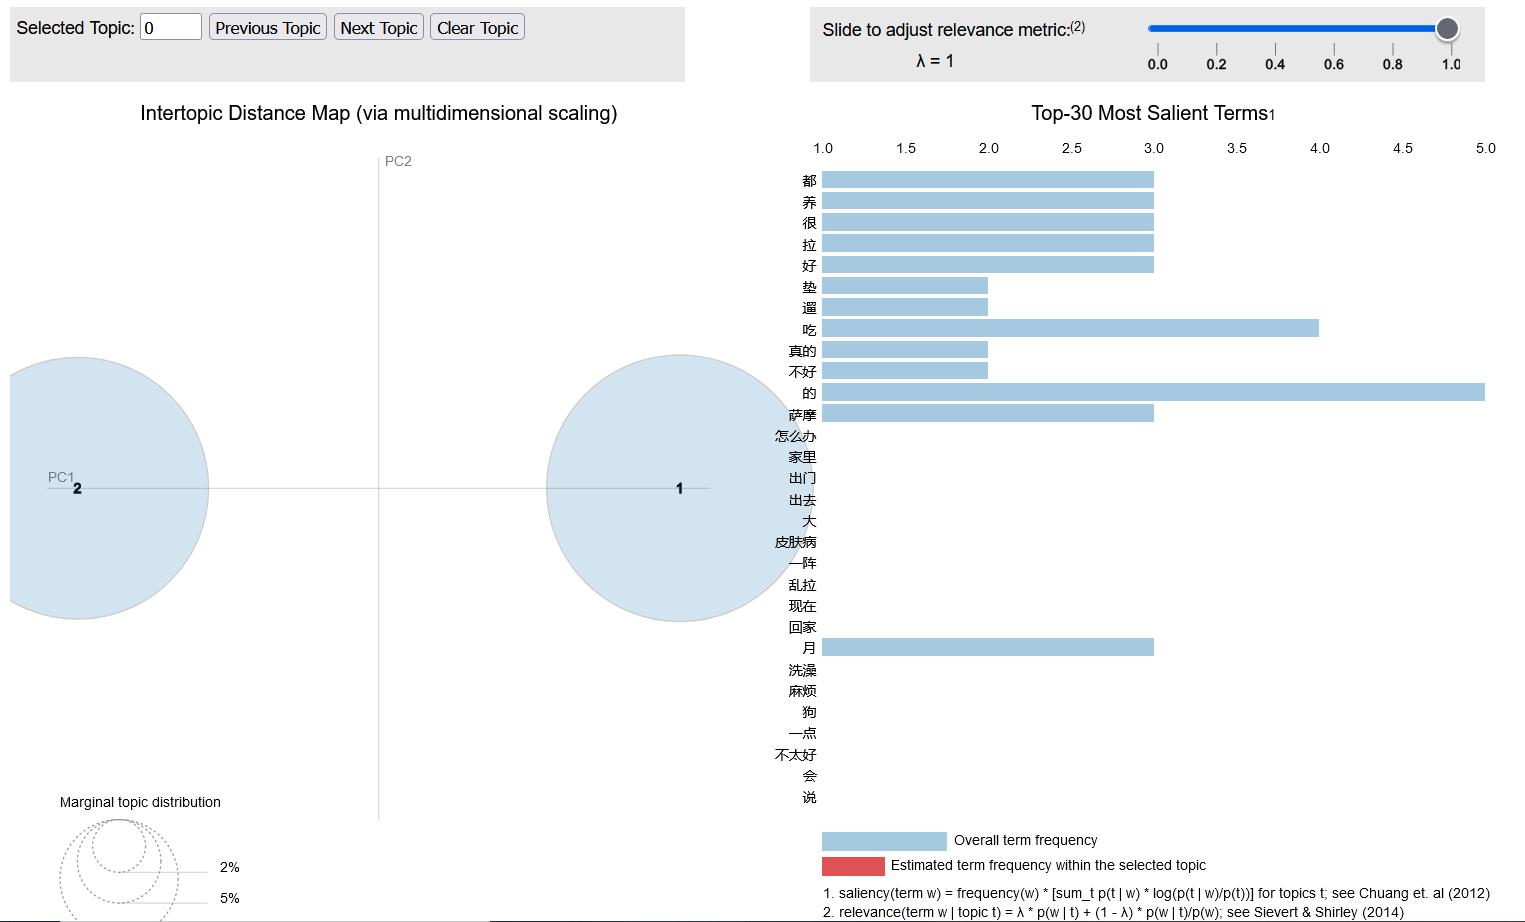 Selected Topic: 0 Previous Topic Next Topic Clear Topic
Slide to adjust relevance metric:(2)
λ = 1
0.0 0.2 0.4 0.6 0.8 1.0
Intertopic Distance Map (via multidimensional scaling)
PC2
PC1
2
1
Marginal topic distribution
2%
5%
Top-30 Most Salient Terms1
1.0 1.5 2.0 2.5 3.0 3.5 4.0 4.5 5.0
都
养
很
拉
好
垫
遛
吃
真的
不好
的
萨摩
怎么办
家里
出门
出去
大
皮肤病
一阵
乱拉
现在
回家
月
洗澡
麻烦
狗
一点
不太好
会
说
Overall term frequency
Estimated term frequency within the selected topic
1. saliency(term w) = frequency(w) * [sum_t p(t | w) * log(p(t | w)/p(t))] for topics t; see Chuang et. al (2012)
2. relevance(term w | topic t) = λ * p(w | t) + (1 - λ) * p(w | t)/p(w); see Sievert & Shirley (2014)